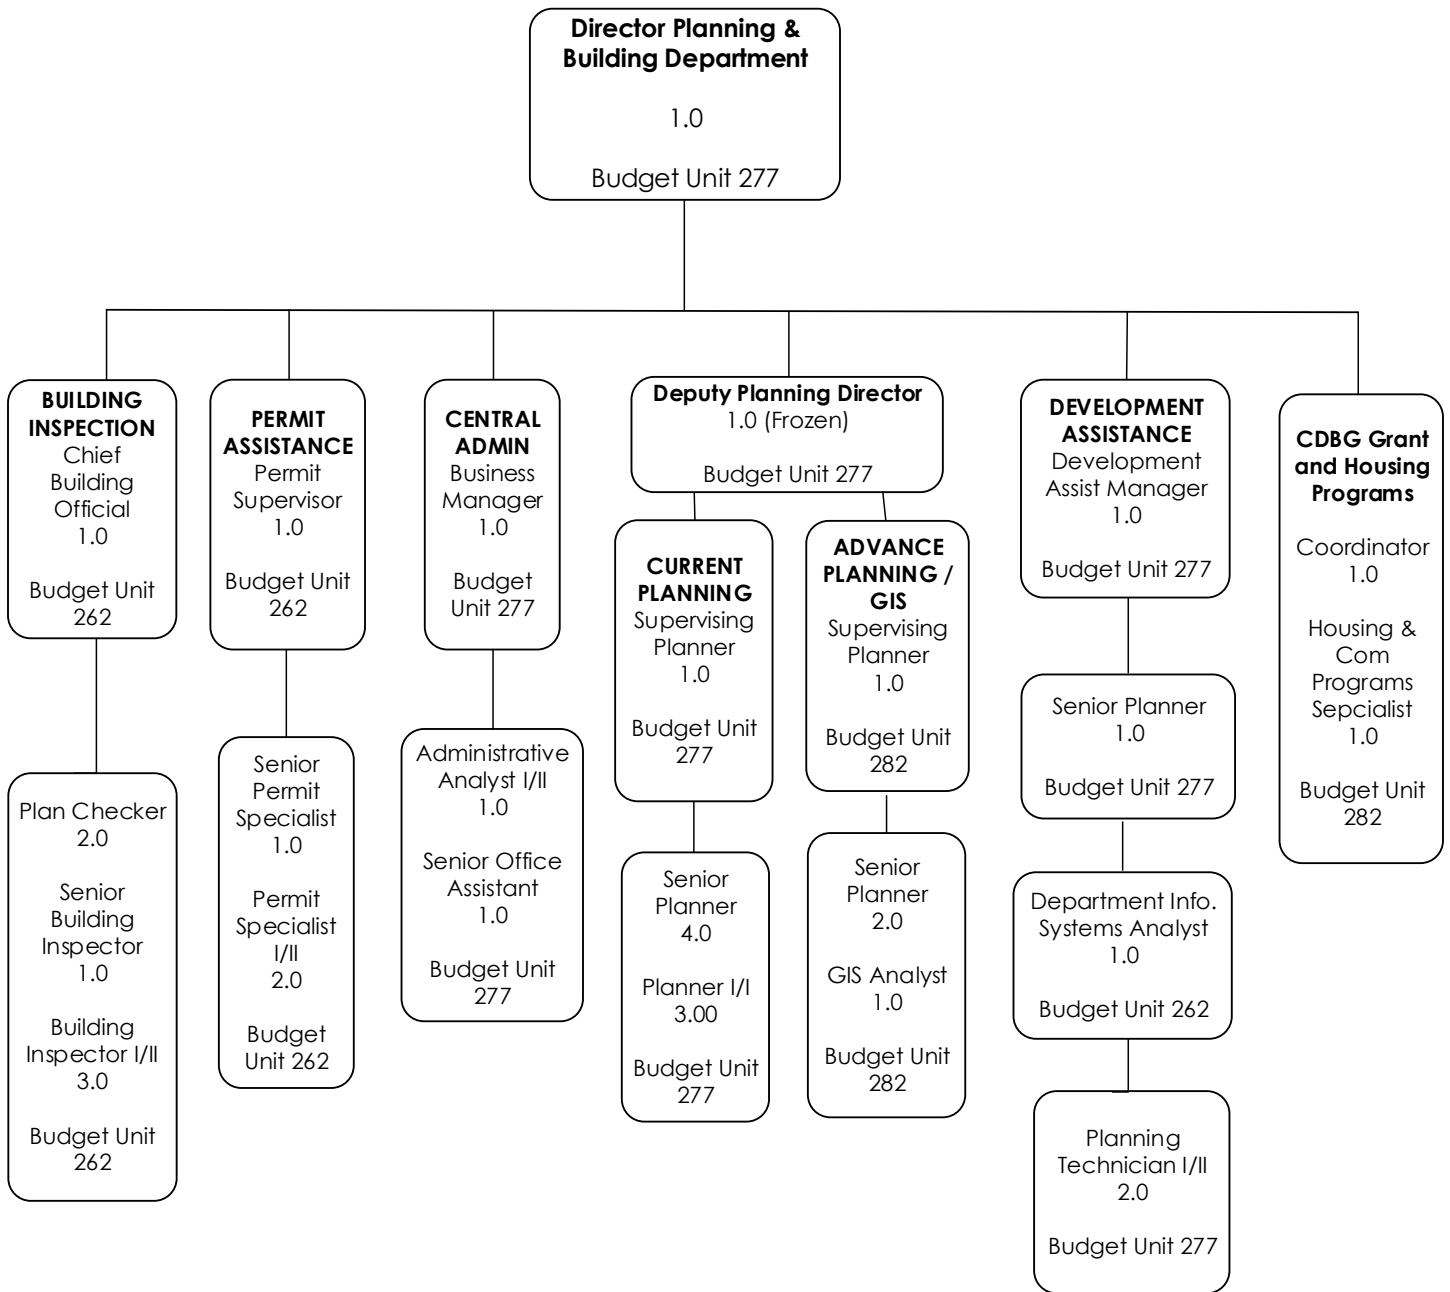 Director Planning &
Building Department
1.0
Budget Unit 277
BUILDING
INSPECTION
Chief
Building
Official
1.0
Budget Unit
262
Plan Checker
2.0
Senior
Building
Inspector
1.0
Building
Inspector I/II
3.0
Budget Unit
262
PERMIT
ASSISTANCE
Permit
Supervisor
1.0
Budget Unit
262
Senior
Permit
Specialist
1.0
Permit
Specialist
I/II
2.0
Budget
Unit 262
CENTRAL
ADMIN
Business
Manager
1.0
Budget
Unit 277
Administrative
Analyst I/II
1.0
Senior Office
Assistant
1.0
Budget Unit
277
Deputy Planning Director
1.0 (Frozen)
Budget Unit 277
CURRENT
PLANNING
Supervising
Planner
1.0
Budget Unit
277
Senior
Planner
4.0
Planner I/I
3.00
Budget Unit
277
ADVANCE
PLANNING /
GIS
Supervising
Planner
1.0
Budget Unit
282
Senior
Planner
2.0
GIS Analyst
1.0
Budget Unit
282
DEVELOPMENT
ASSISTANCE
Development
Assist Manager
1.0
Budget Unit 277
Senior Planner
1.0
Budget Unit 277
Department Info.
Systems Analyst
1.0
Budget Unit 262
Planning
Technician I/II
2.0
Budget Unit 277
CDBG Grant
and Housing
Programs
Coordinator
1.0
Housing &
Com
Programs
Sepcialist
1.0
Budget Unit
282